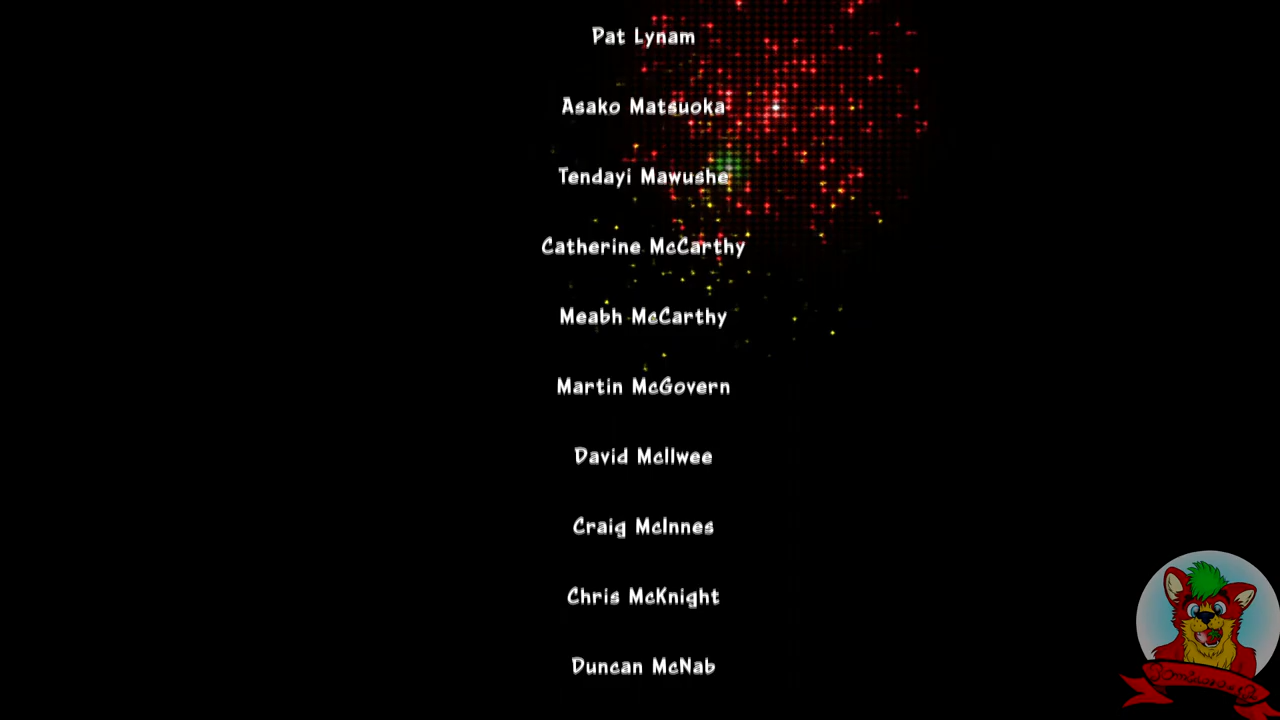 Pat Lynam
Asako Matsuoka
Tendayi Mawushe
Catherine McCarthy
Meabh McCarthy
Martin McGovern
David McIlwee
Craig McInnes
Chris McKnight
Duncan McNab